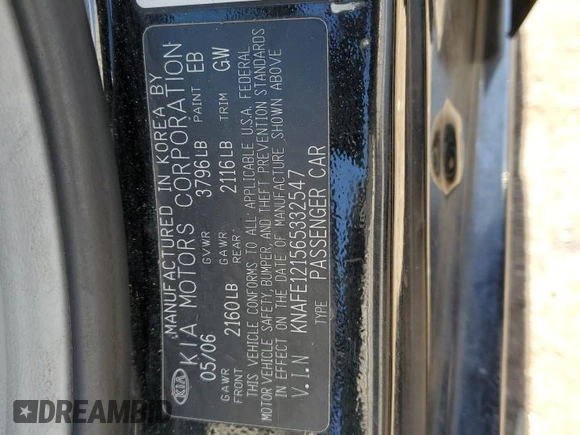 MANUFACTURED IN KOREA BY
KIA KIA MOTORS CORPORATION
05/06 GVWR 3796LB PAINT EB
GAWR FRONT 2160LB GAWR REAR 2116LB TRIM GW
THIS VEHICLE CONFORMS TO ALL APPLICABLE U.S.A. FEDERAL
MOTOR VEHICLE SAFETY, BUMPER, AND THEFT PREVENTION STANDARDS
IN EFFECT ON THE DATE OF MANUFACTURE SHOWN ABOVE
V.I.N KNAFE121565332547
TYPE PASSENGER CAR
DREAMBID